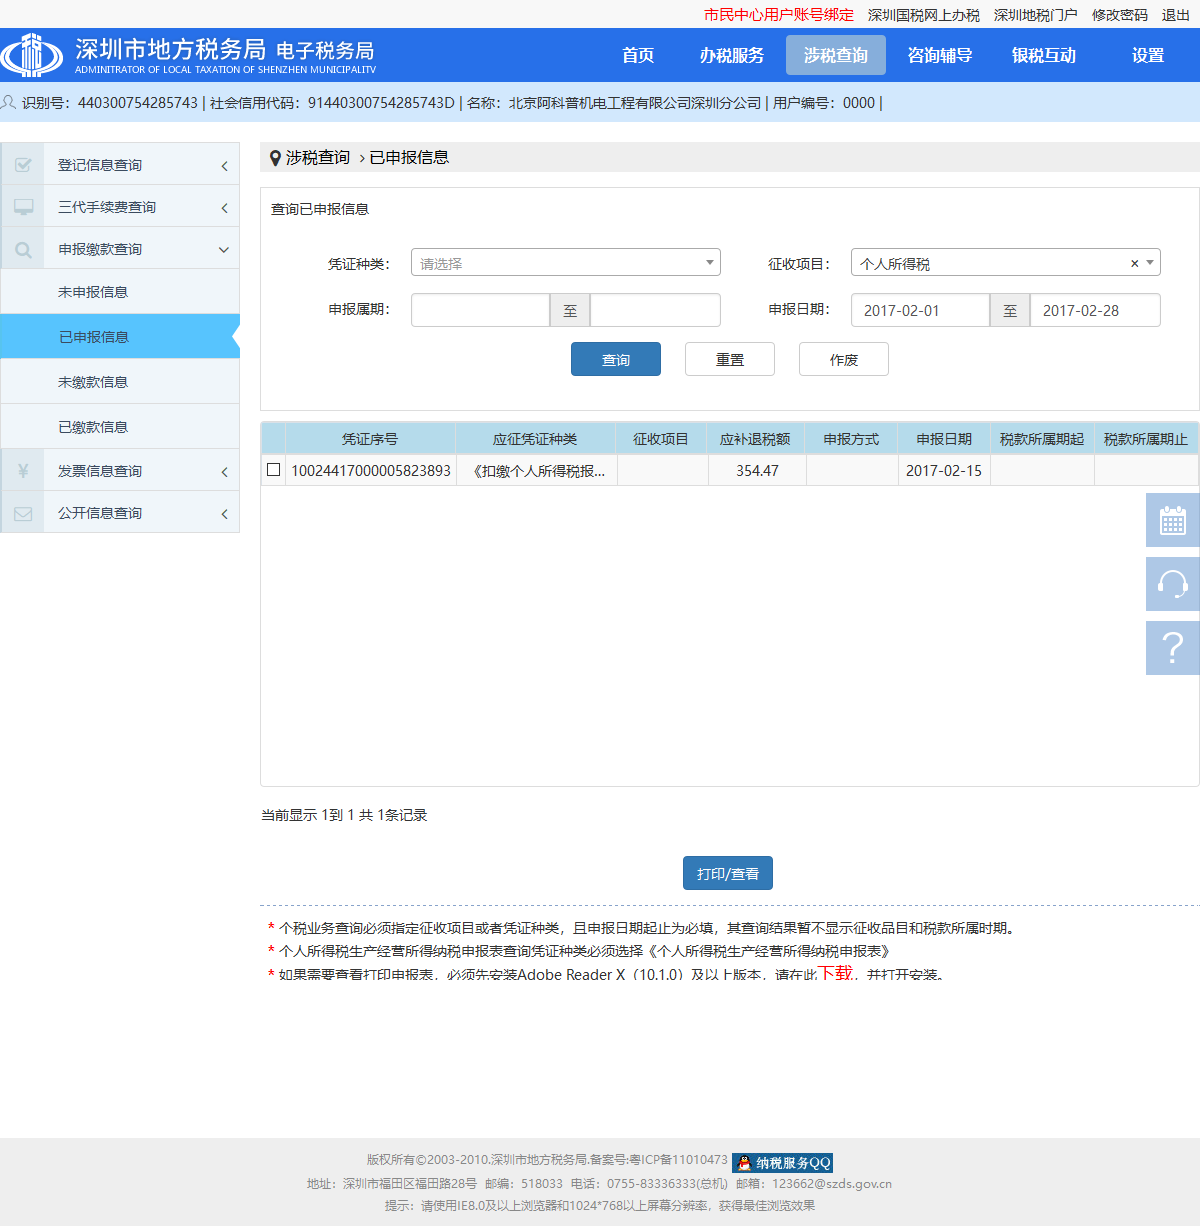 市民中心用户账号绑定 深圳国税网上办税 深圳地税门户 修改密码 退出
深圳市地方税务局 电子税务局
ADMINITRATOR OF LOCAL TAXATION OF SHENZHEN MUNICIPALITV
首页 办税服务 涉税查询 咨询辅导 银税互动 设置
识别号：440300754285743 | 社会信用代码：91440300754285743D | 名称：北京阿科普机电工程有限公司深圳分公司 | 用户编号：0000 |
登记信息查询
三代手续费查询
申报缴款查询
未申报信息
已申报信息
未缴款信息
已缴款信息
¥ 发票信息查询
公开信息查询
涉税查询 › 已申报信息
查询已申报信息
凭证种类： 请选择 征收项目： 个人所得税 ×
申报属期： 至 申报日期： 2017-02-01 至 2017-02-28
查询 重置 作废
凭证序号 应征凭证种类 征收项目 应补退税额 申报方式 申报日期 税款所属期起 税款所属期止
10024417000005823893 《扣缴个人所得税报... 354.47 2017-02-15
?
当前显示 1到 1 共 1条记录
打印/查看
* 个税业务查询必须指定征收项目或者凭证种类，且申报日期起止为必填，其查询结果暂不显示征收品目和税款所属时期。
* 个人所得税生产经营所得纳税申报表查询凭证种类必须选择《个人所得税生产经营所得纳税申报表》
* 如果需要查看打印申报表，必须先安装Adobe Reader X（10.1.0）及以上版本，请在此下载，并打开安装。
版权所有©2003-2010.深圳市地方税务局.备案号:粤ICP备11010473 纳税服务QQ
地址：深圳市福田区福田路28号 邮编：518033 电话：0755-83336333(总机) 邮箱：123662@szds.gov.cn
提示：请使用IE8.0及以上浏览器和1024*768以上屏幕分辨率，获得最佳浏览效果